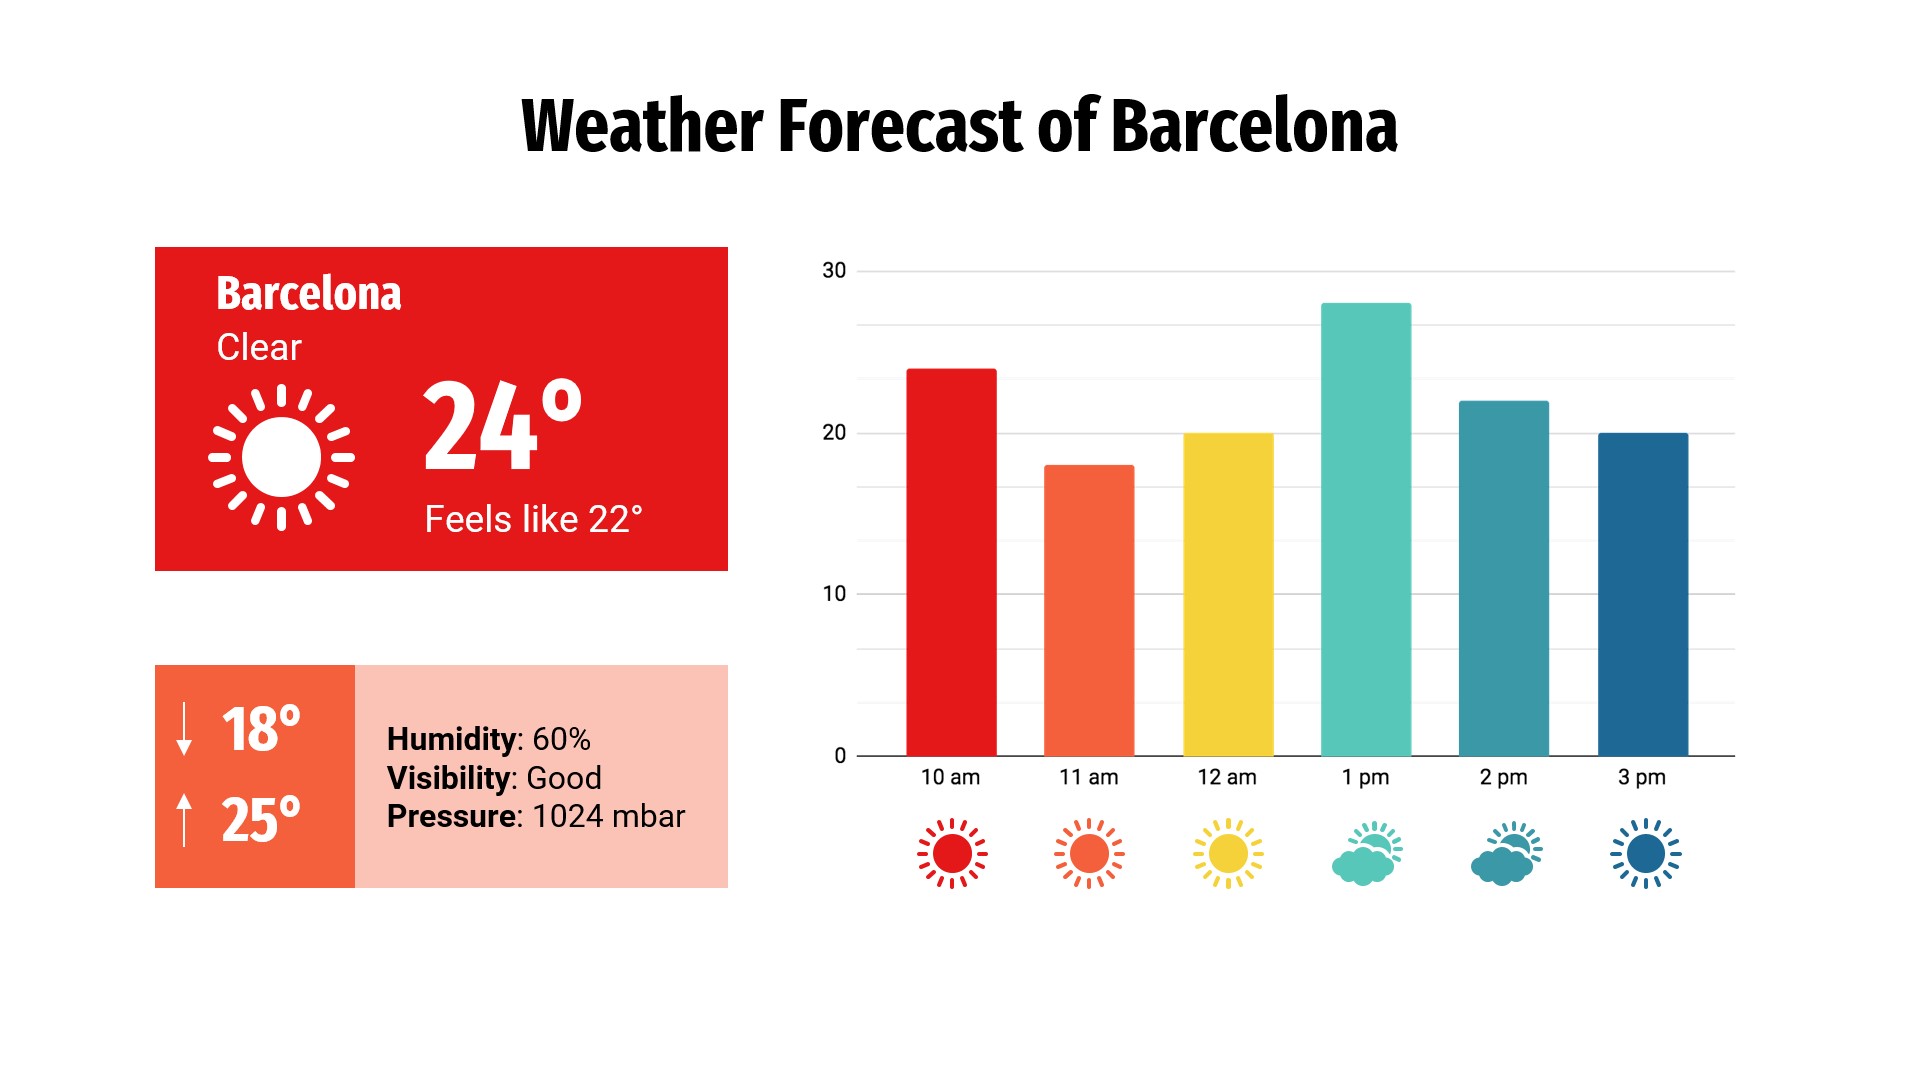 Weather Forecast of Barcelona
Barcelona
Clear
24°
Feels like 22°
18°
25°
Humidity: 60%
Visibility: Good
Pressure: 1024 mbar
30
20
10
0
10 am
11 am
12 am
1 pm
2 pm
3 pm